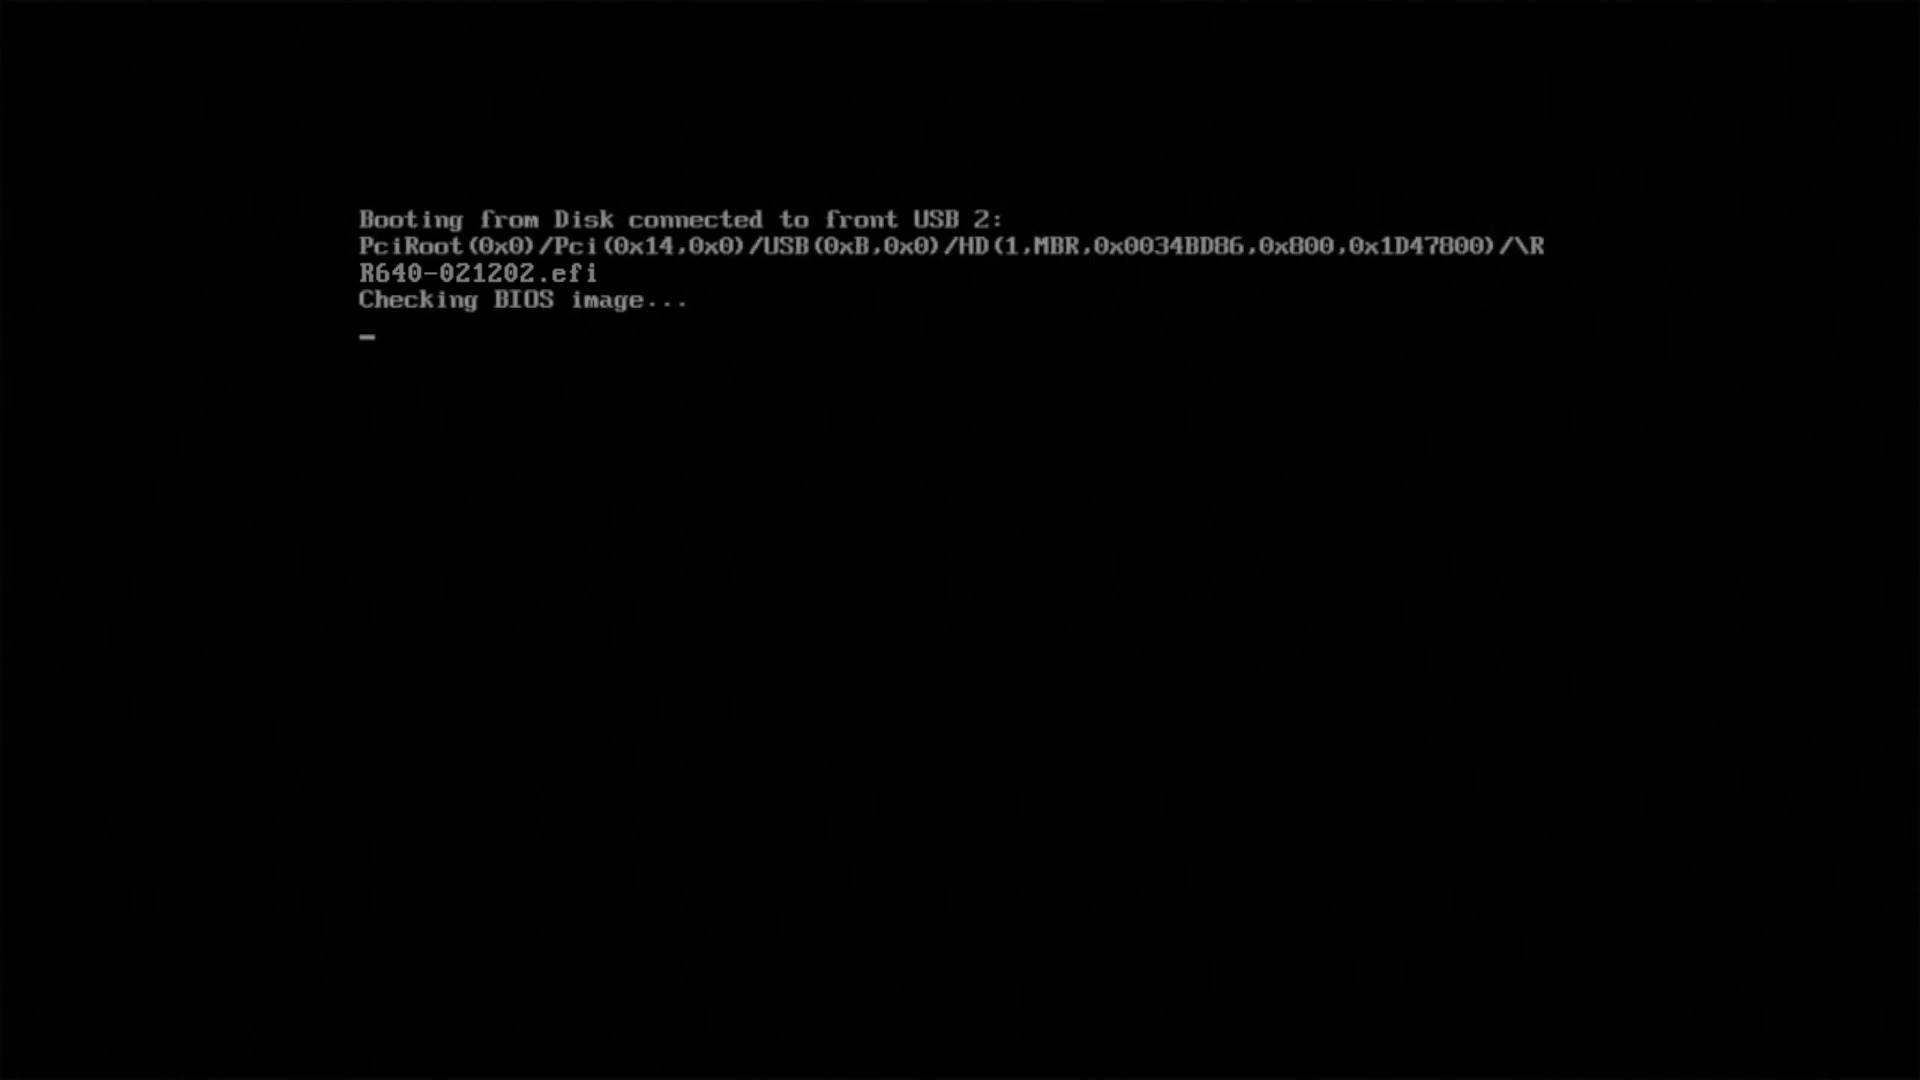 Booting from Disk connected to front USB 2:
PciRoot(0x0)/Pci(0x14,0x0)/USB(0xB,0x0)/HD(1,MBR,0x0034BD86,0x800,0x1D47800)/\R
R640-021202.efi
Checking BIOS image...